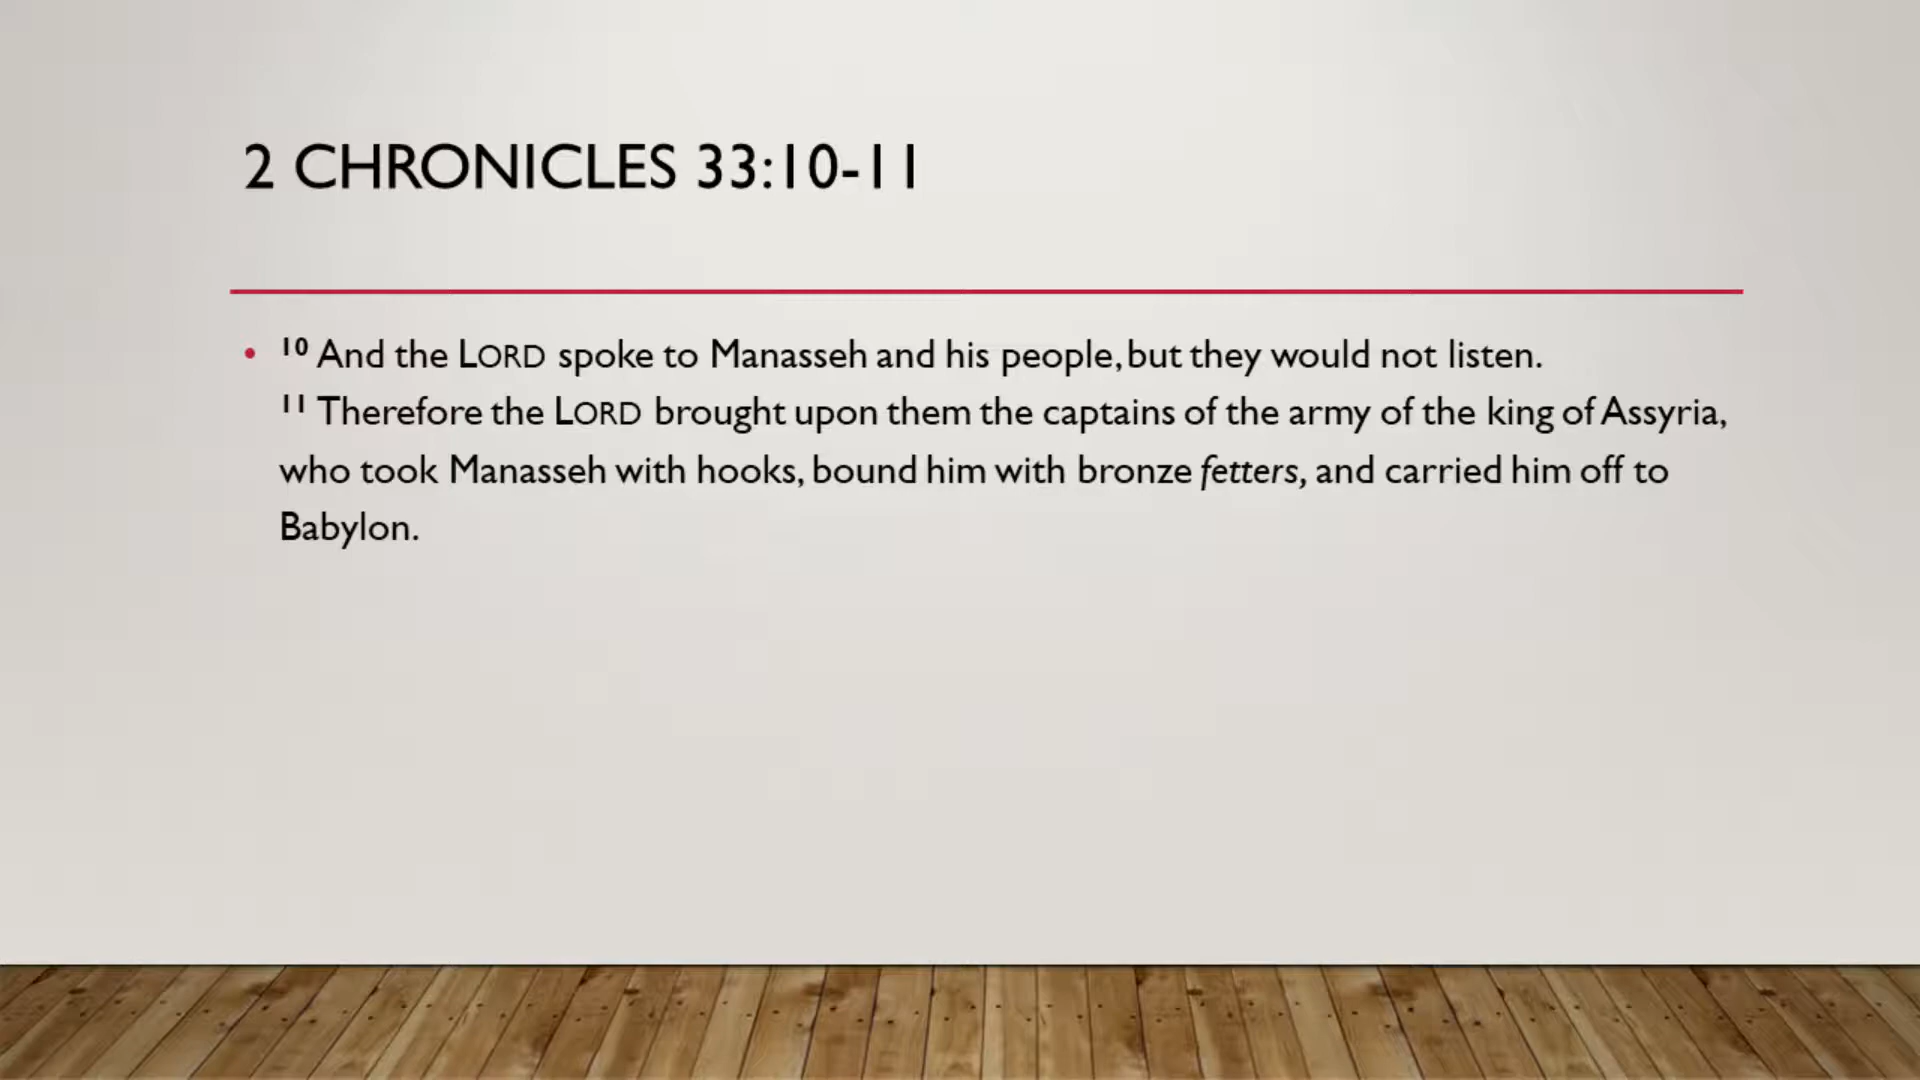 2 CHRONICLES 33:10-11
• ¹⁰ And the LORD spoke to Manasseh and his people, but they would not listen.
¹¹ Therefore the LORD brought upon them the captains of the army of the king of Assyria,
who took Manasseh with hooks, bound him with bronze fetters, and carried him off to
Babylon.